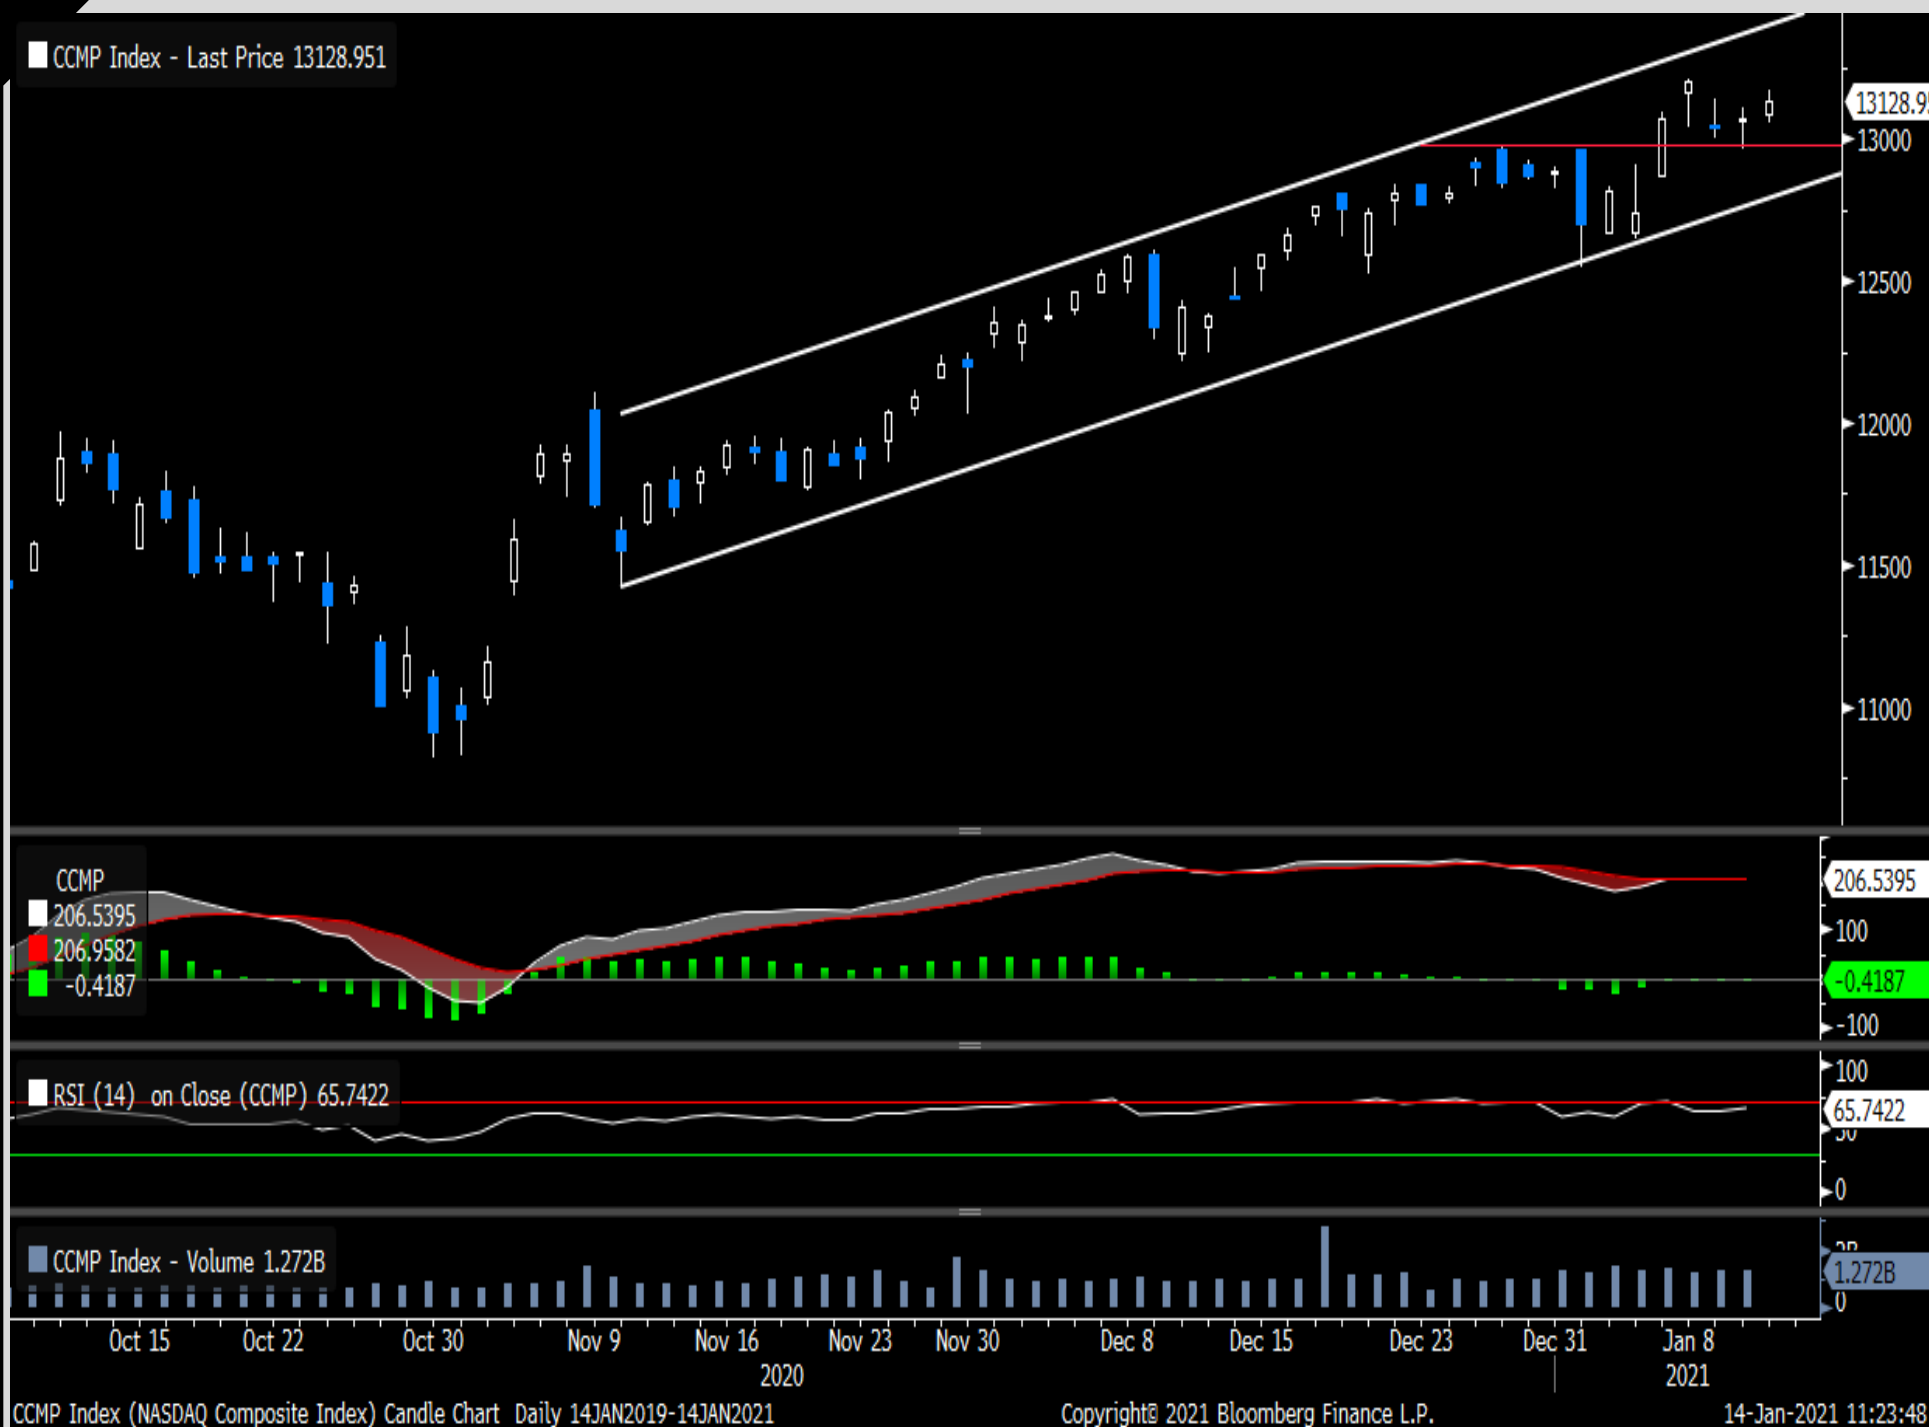 CCMP Index - Last Price 13128.951
13128.95
13000
12500
12000
11500
11000
CCMP
206.5395
206.9582
-0.4187
206.5395
100
-0.4187
-100
RSI (14) on Close (CCMP) 65.7422
100
65.7422
50
0
CCMP Index - Volume 1.272B
2B
1.272B
0
Oct 15 Oct 22 Oct 30 Nov 9 Nov 16 Nov 23 Nov 30 Dec 8 Dec 15 Dec 23 Dec 31 Jan 8
2020 2021
CCMP Index (NASDAQ Composite Index) Candle Chart Daily 14JAN2019-14JAN2021 Copyright© 2021 Bloomberg Finance L.P. 14-Jan-2021 11:23:48